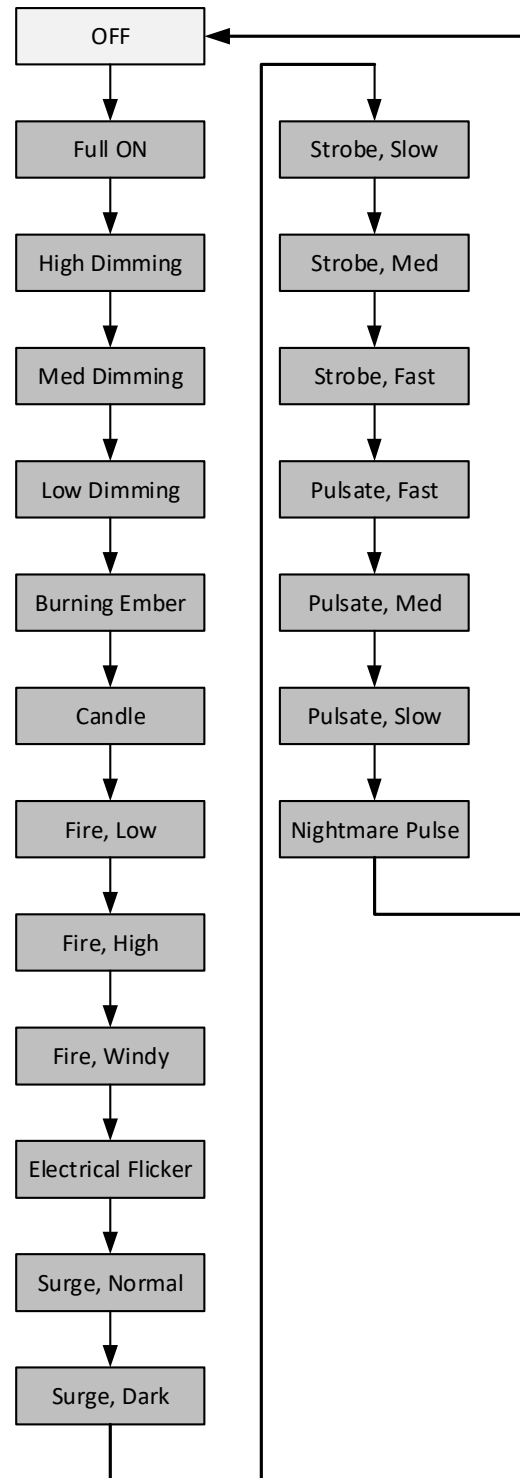 OFF
Full ON
High Dimming
Med Dimming
Low Dimming
Burning Ember
Candle
Fire, Low
Fire, High
Fire, Windy
Electrical Flicker
Surge, Normal
Surge, Dark
Strobe, Slow
Strobe, Med
Strobe, Fast
Pulsate, Fast
Pulsate, Med
Pulsate, Slow
Nightmare Pulse